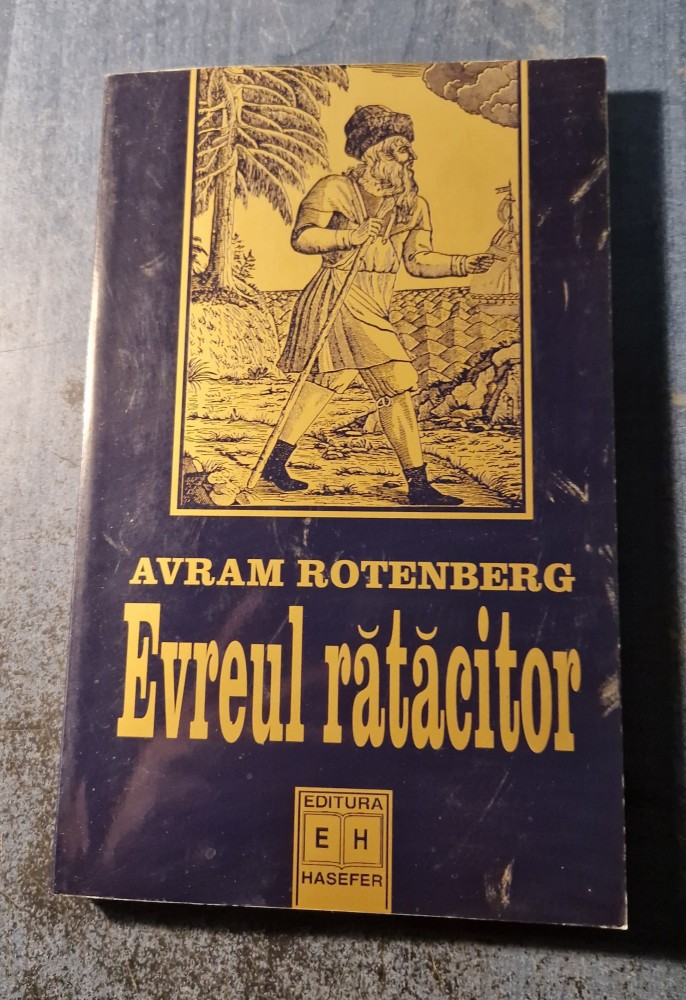 AVRAM ROTENBERG
Evreul rătăcitor
EDITURA
E H
HASEFER